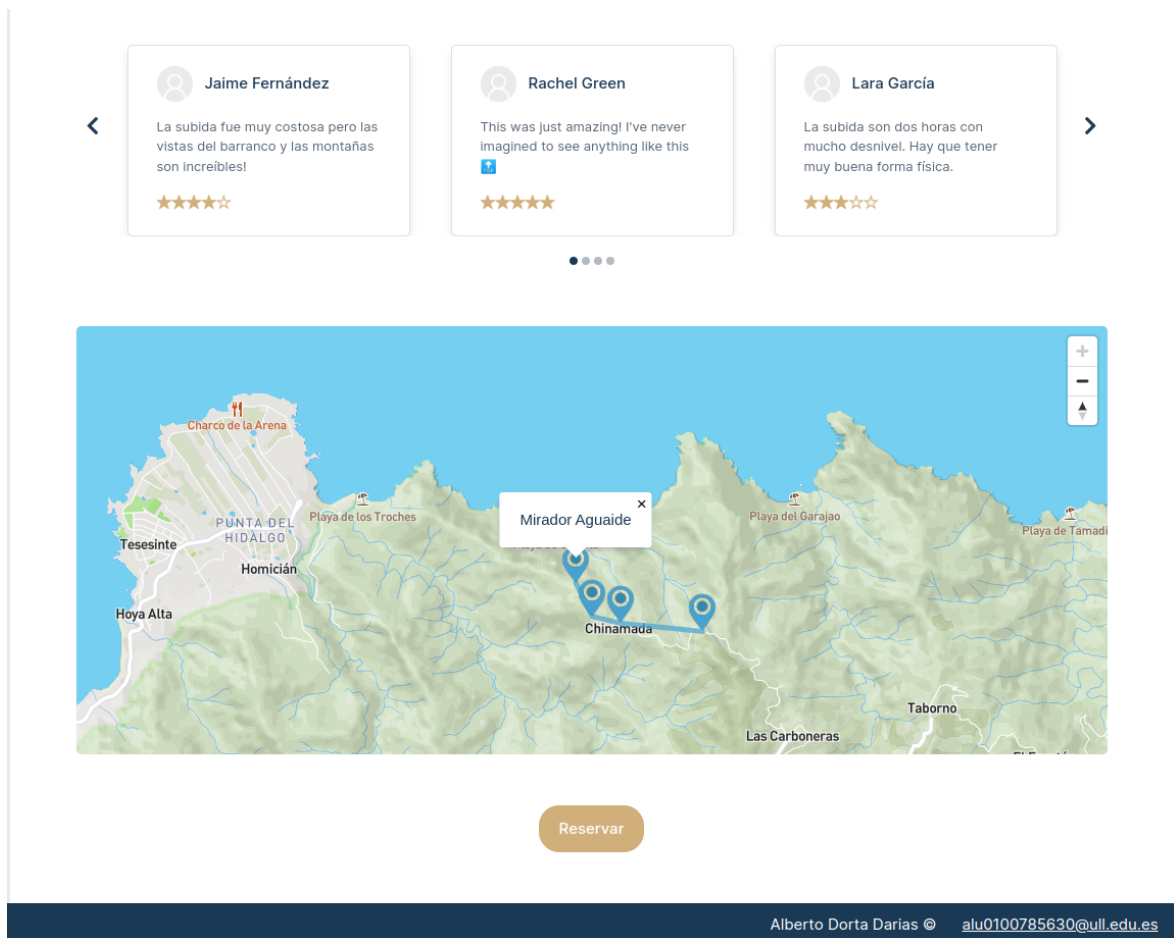 Jaime Fernández
La subida fue muy costosa pero las
vistas del barranco y las montañas
son increíbles!
★★★★☆
Rachel Green
This was just amazing! I've never
imagined to see anything like this
🔝
★★★★★
Lara García
La subida son dos horas con
mucho desnivel. Hay que tener
muy buena forma física.
★★★☆☆
Charco de la Arena
Playa de los Troches
PUNTA DEL
HIDALGO
Tesesinte
Homicián
Hoya Alta
Mirador Aguaide ×
Chinamada
Playa del Garajao
Playa de Tamadi
Taborno
Las Carboneras
Reservar
Alberto Dorta Darias © alu0100785630@ull.edu.es